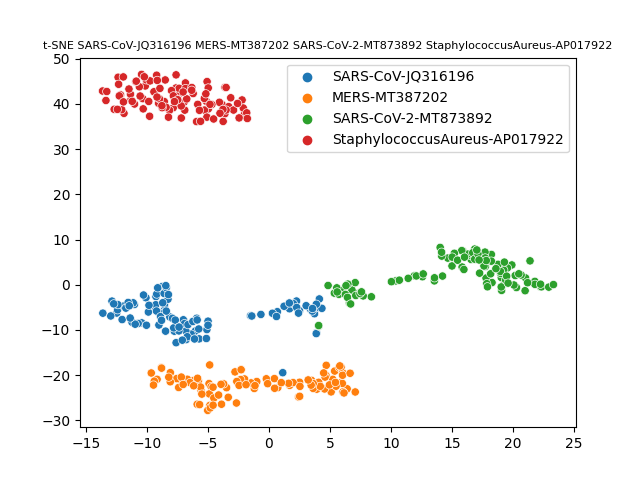 t-SNE SARS-CoV-JQ316196 MERS-MT387202 SARS-CoV-2-MT873892 StaphylococcusAureus-AP017922
SARS-CoV-JQ316196
MERS-MT387202
SARS-CoV-2-MT873892
StaphylococcusAureus-AP017922
50
40
30
20
10
0
−10
−20
−30
−15 −10 −5 0 5 10 15 20 25